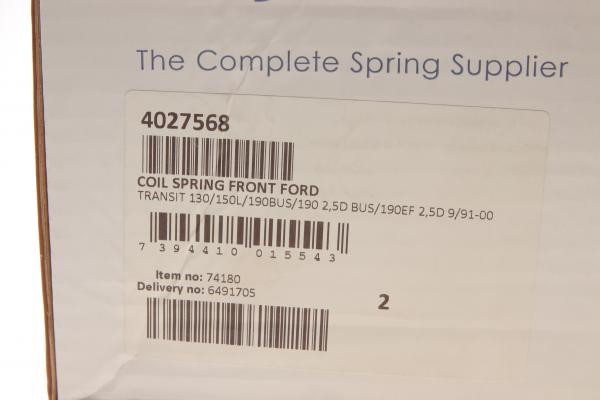 The Complete Spring Supplier
4027568
COIL SPRING FRONT FORD
TRANSIT 130/150L/190BUS/190 2,5D BUS/190EF 2,5D 9/91-00
7 394410 015543
Item no: 74180
Delivery no: 6491705
2